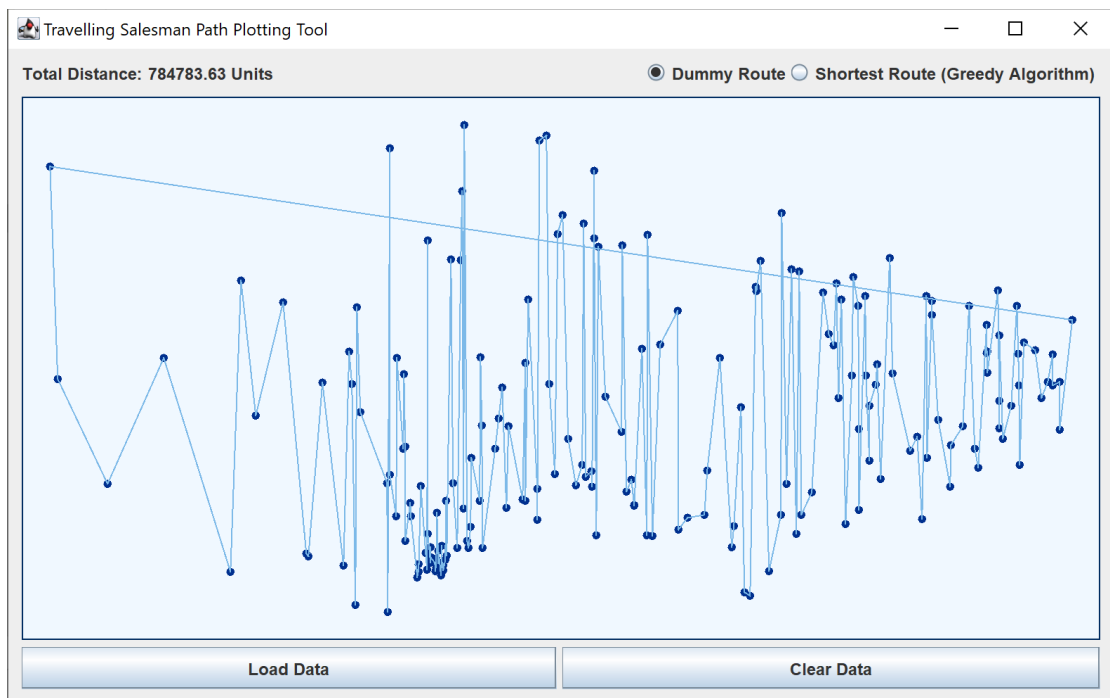 Travelling Salesman Path Plotting Tool
Total Distance: 784783.63 Units
Dummy Route Shortest Route (Greedy Algorithm)
Load Data
Clear Data